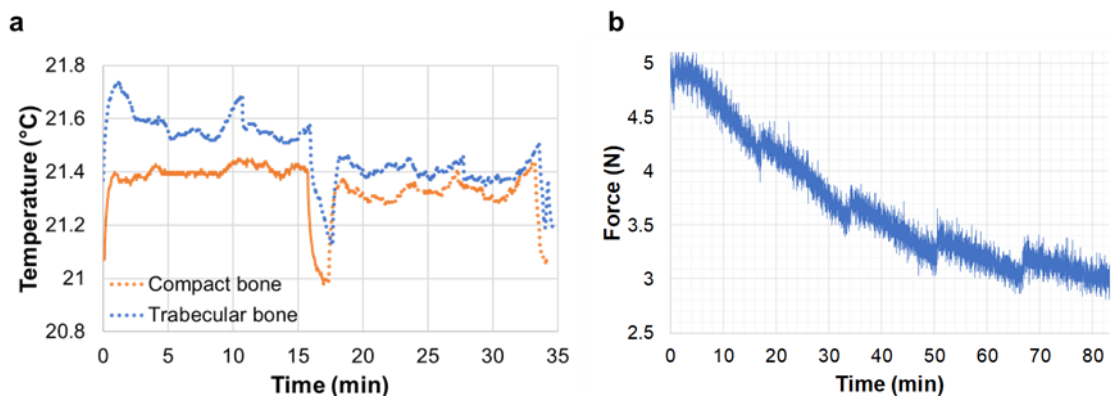 a
21.8
21.6
21.4
21.2
21
20.8
Temperature (°C)
Compact bone
Trabecular bone
0 5 10 15 20 25 30 35
Time (min)
b
5
4.5
4
3.5
3
2.5
Force (N)
0 10 20 30 40 50 60 70 80
Time (min)